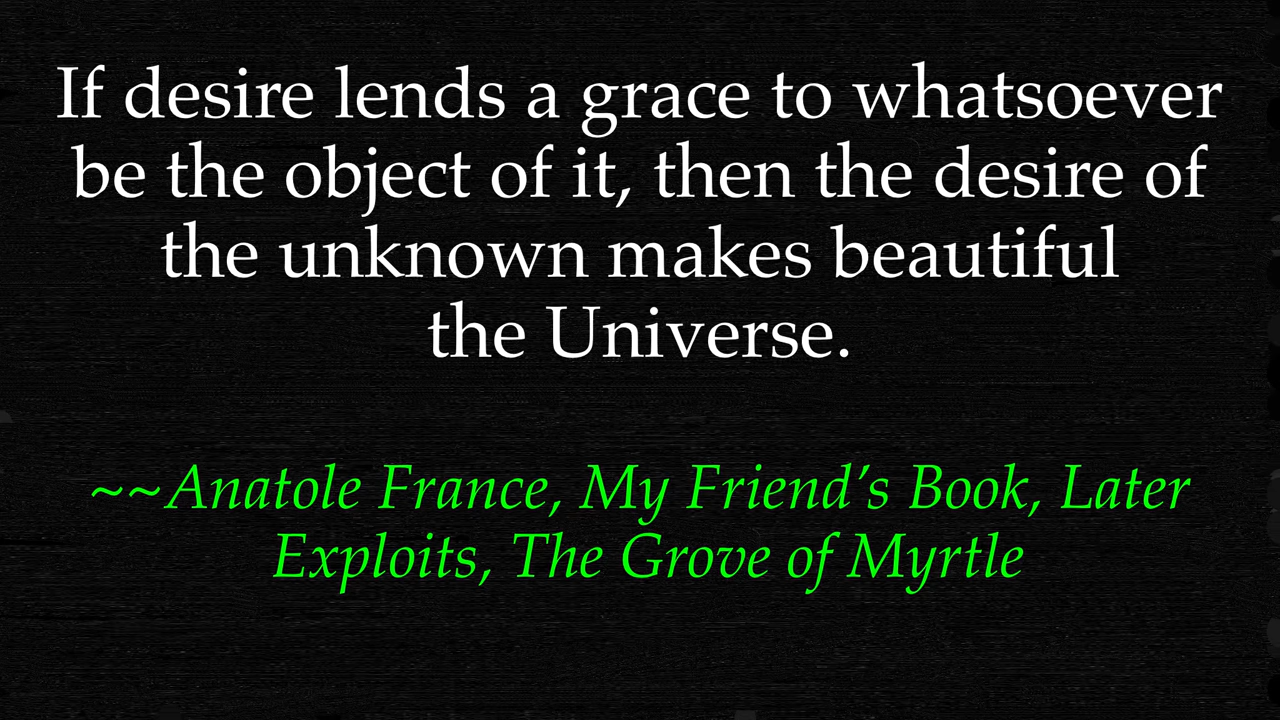 If desire lends a grace to whatsoever
be the object of it, then the desire of
the unknown makes beautiful
the Universe.
~~Anatole France, My Friend’s Book, Later
Exploits, The Grove of Myrtle